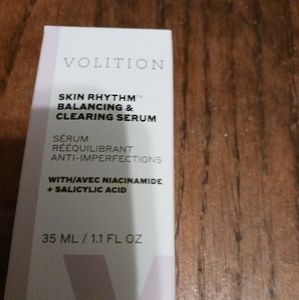 VOLITION
SKIN RHYTHM™
BALANCING &
CLEARING SERUM
SÉRUM
RÉÉQUILIBRANT
ANTI-IMPERFECTIONS
WITH/AVEC NIACINAMIDE
+ SALICYLIC ACID
35 ML / 1.1 FL OZ